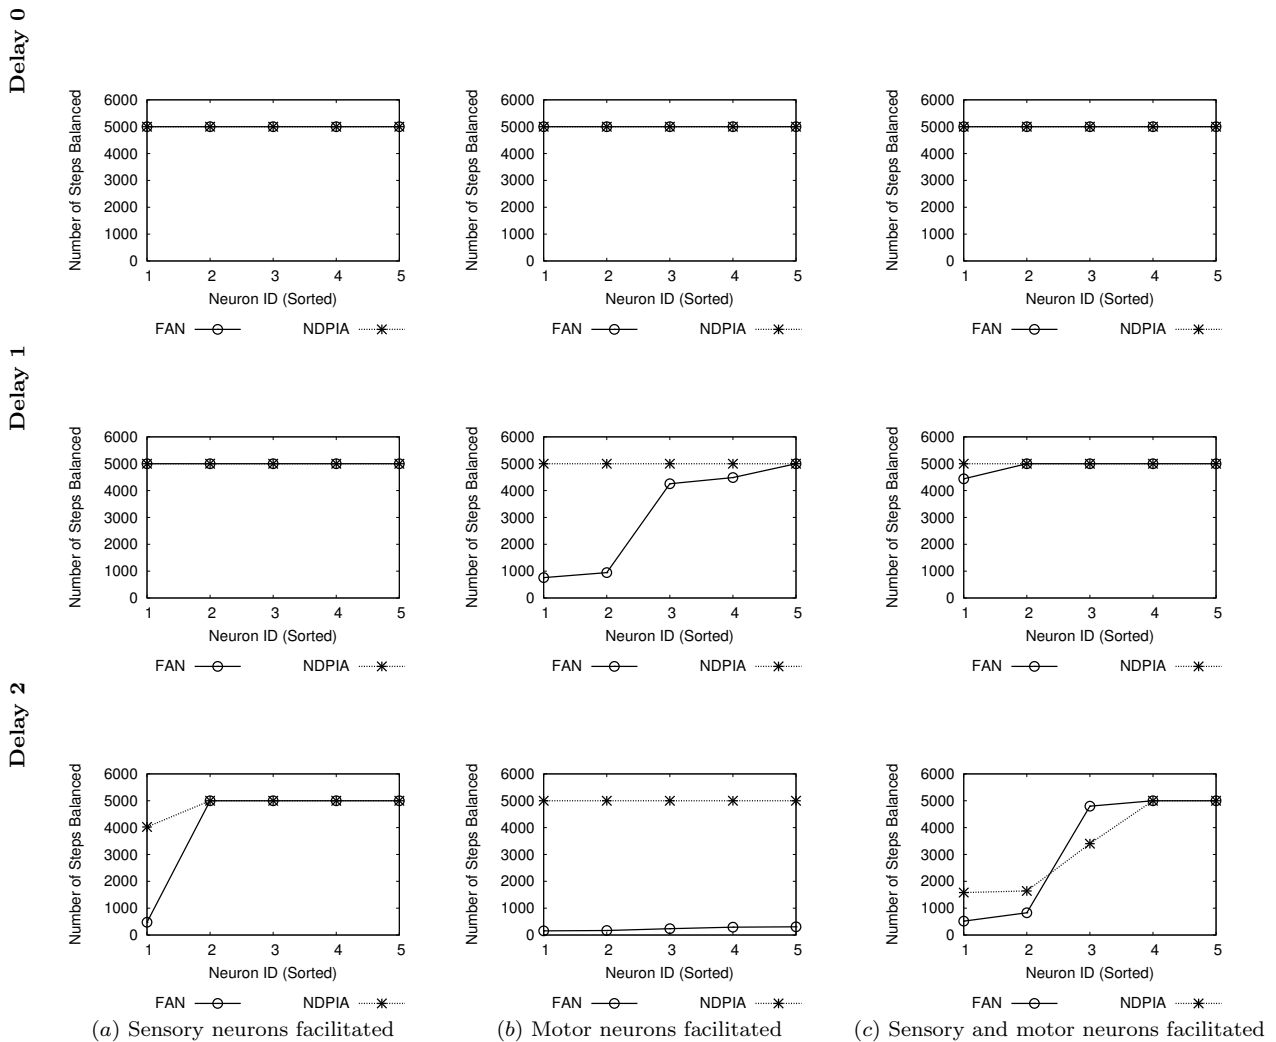 Delay 0
Number of Steps Balanced
6000
5000
4000
3000
2000
1000
0
1 2 3 4 5
Neuron ID (Sorted)
FAN NDPIA
Number of Steps Balanced
6000
5000
4000
3000
2000
1000
0
1 2 3 4 5
Neuron ID (Sorted)
FAN NDPIA
Number of Steps Balanced
6000
5000
4000
3000
2000
1000
0
1 2 3 4 5
Neuron ID (Sorted)
FAN NDPIA
Delay 1
Number of Steps Balanced
6000
5000
4000
3000
2000
1000
0
1 2 3 4 5
Neuron ID (Sorted)
FAN NDPIA
Number of Steps Balanced
6000
5000
4000
3000
2000
1000
0
1 2 3 4 5
Neuron ID (Sorted)
FAN NDPIA
Number of Steps Balanced
6000
5000
4000
3000
2000
1000
0
1 2 3 4 5
Neuron ID (Sorted)
FAN NDPIA
Delay 2
Number of Steps Balanced
6000
5000
4000
3000
2000
1000
0
1 2 3 4 5
Neuron ID (Sorted)
FAN NDPIA
(a) Sensory neurons facilitated
Number of Steps Balanced
6000
5000
4000
3000
2000
1000
0
1 2 3 4 5
Neuron ID (Sorted)
FAN NDPIA
(b) Motor neurons facilitated
Number of Steps Balanced
6000
5000
4000
3000
2000
1000
0
1 2 3 4 5
Neuron ID (Sorted)
FAN NDPIA
(c) Sensory and motor neurons facilitated